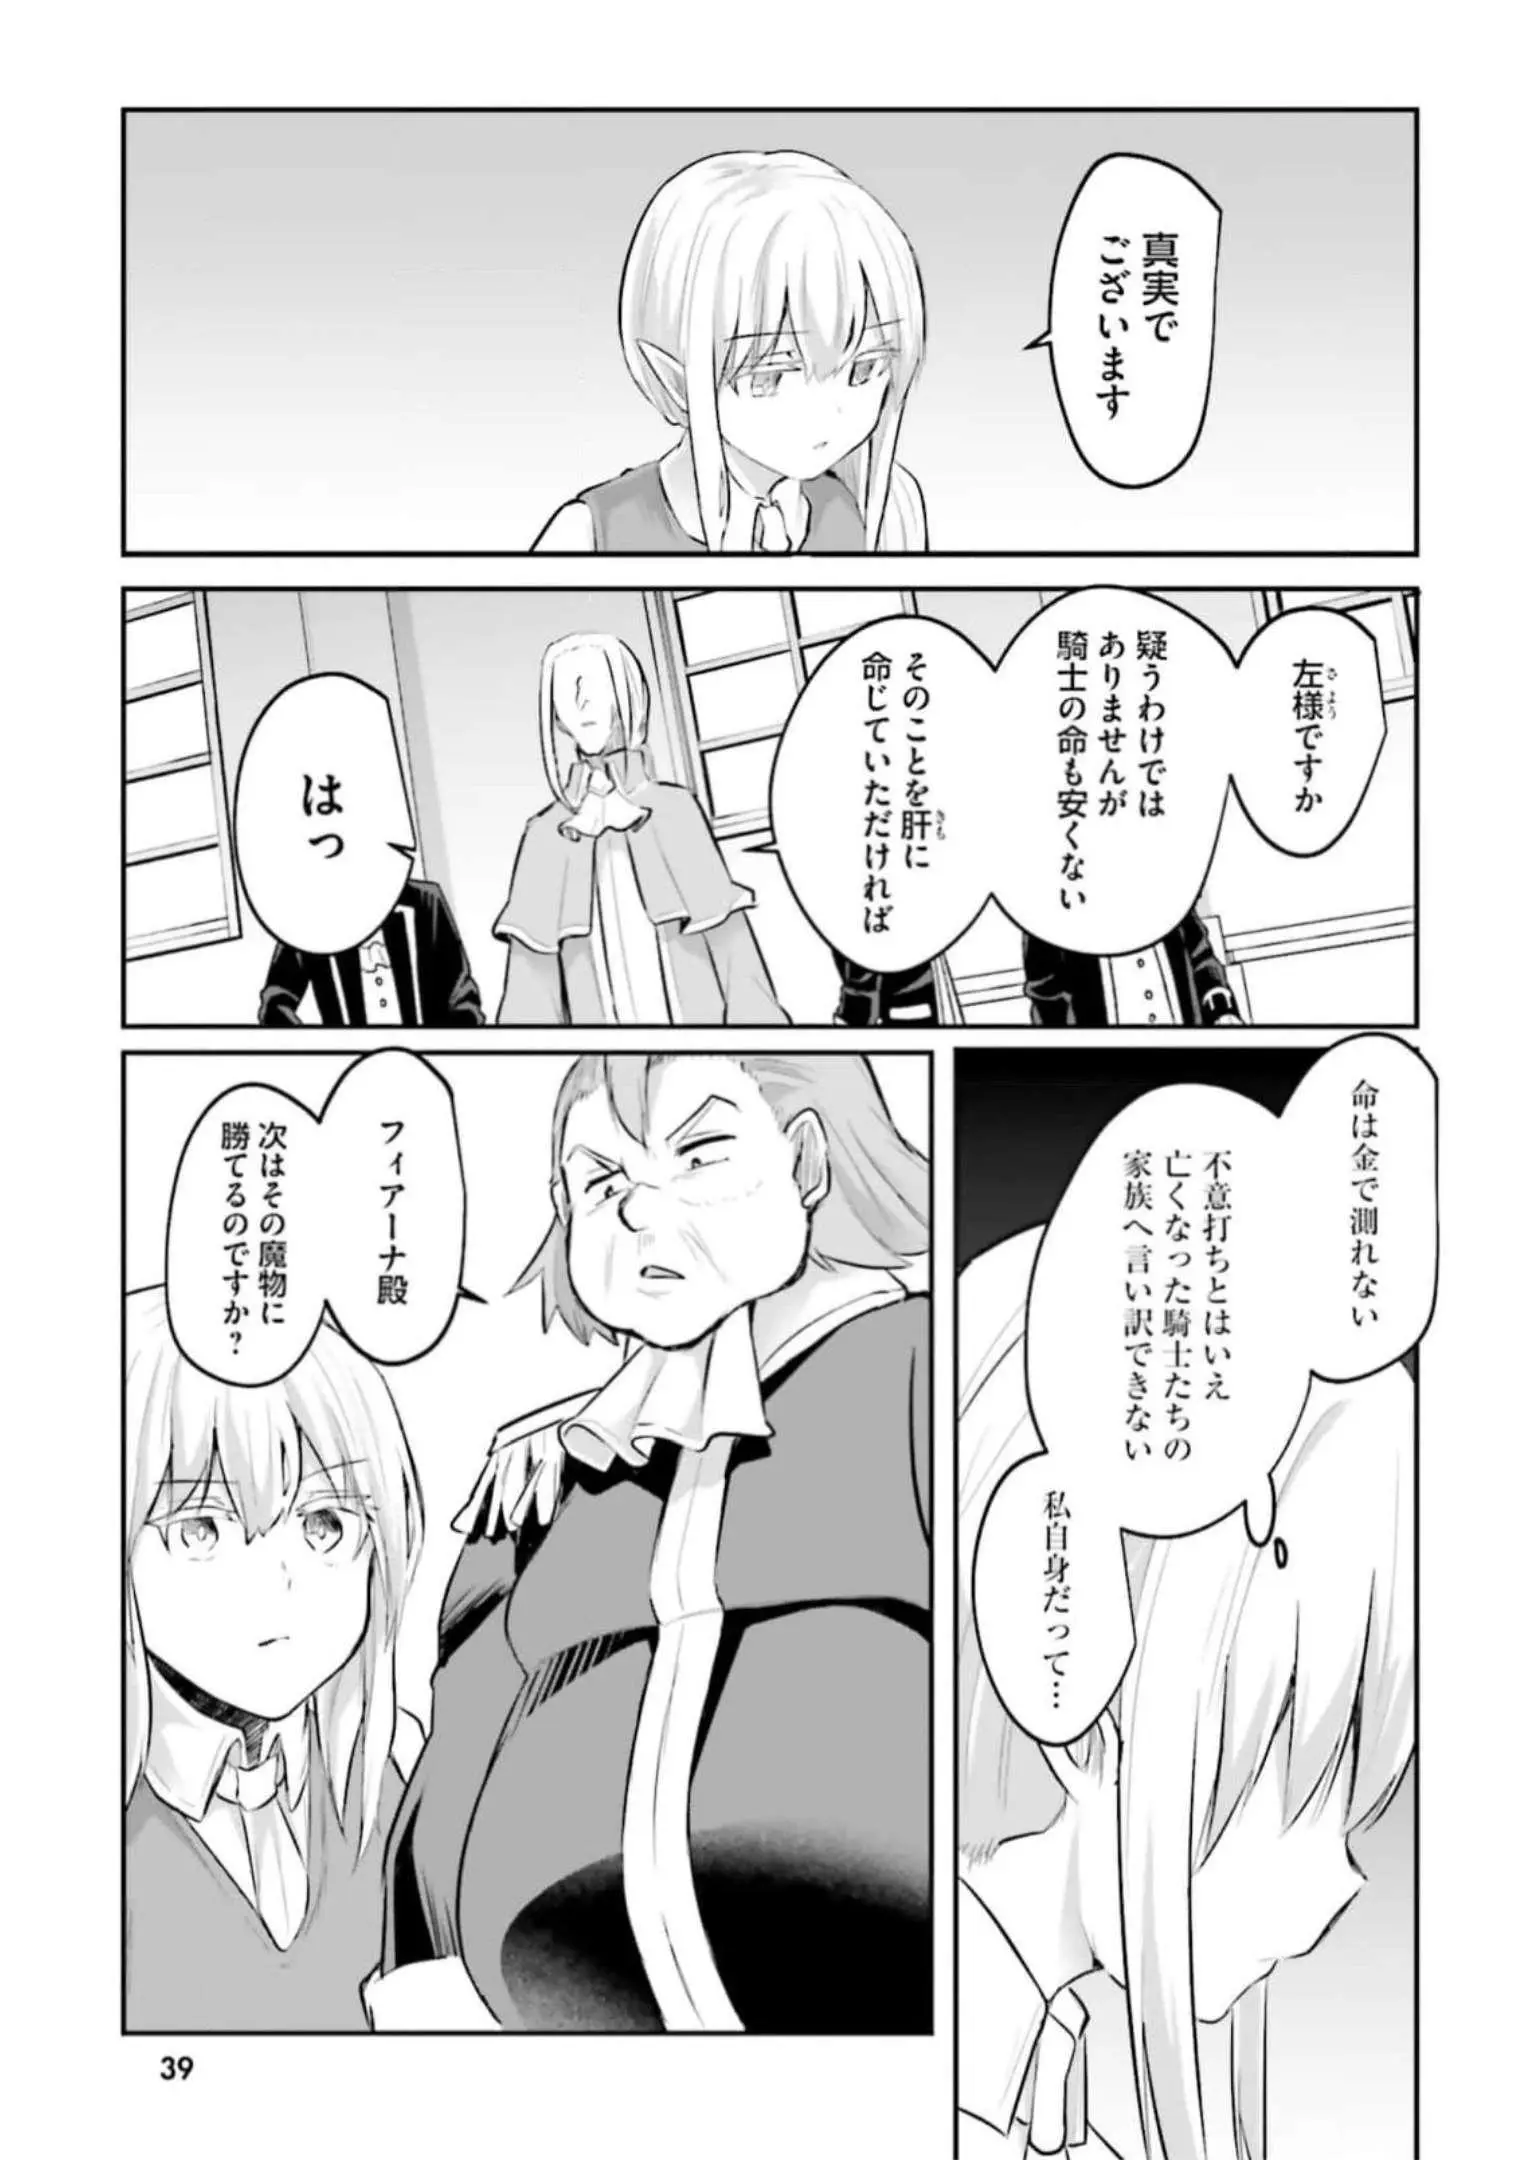 真実で
ございます
左様ですか
さよう
疑うわけでは
ありませんが
騎士の命も安くない
そのことを肝に
きも
命じていただければ
はっ
命は金で測れない
不意打ちとはいえ
亡くなった騎士たちの
家族へ言い訳できない
私自身だって…
フィアーナ殿
次はその魔物に
勝てるのですか？
39